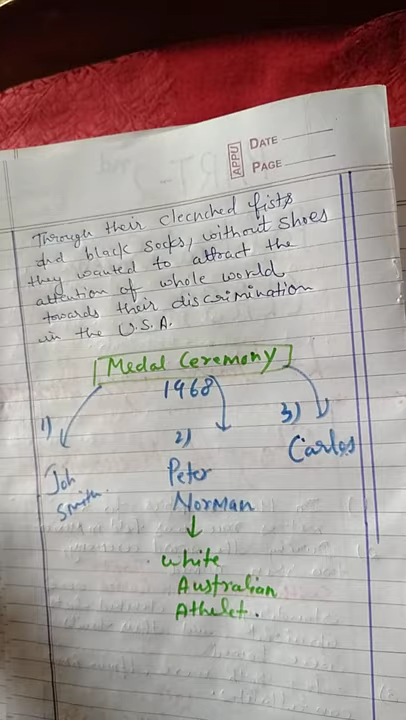 APPU
DATE
PAGE
Through their clecnched fists
and black socks, without shoes
they wanted to attract the
attention of whole world
towards their discrimination
in the U.S.A.
Medal Ceremony
1968
1)
2)
3)
Joh
Smith
Peter
Norman
Carlos
white
Australian
Athelet.